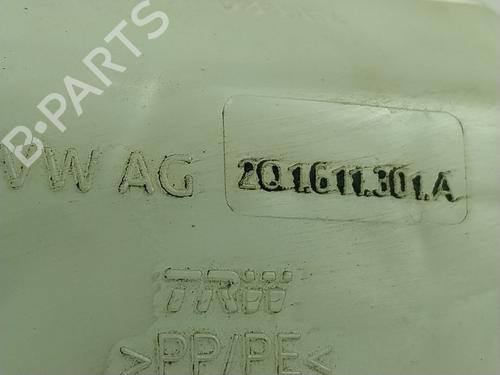 B-PARTS
VW AG 2Q1.611.301.A
TRW
>PP/PE<